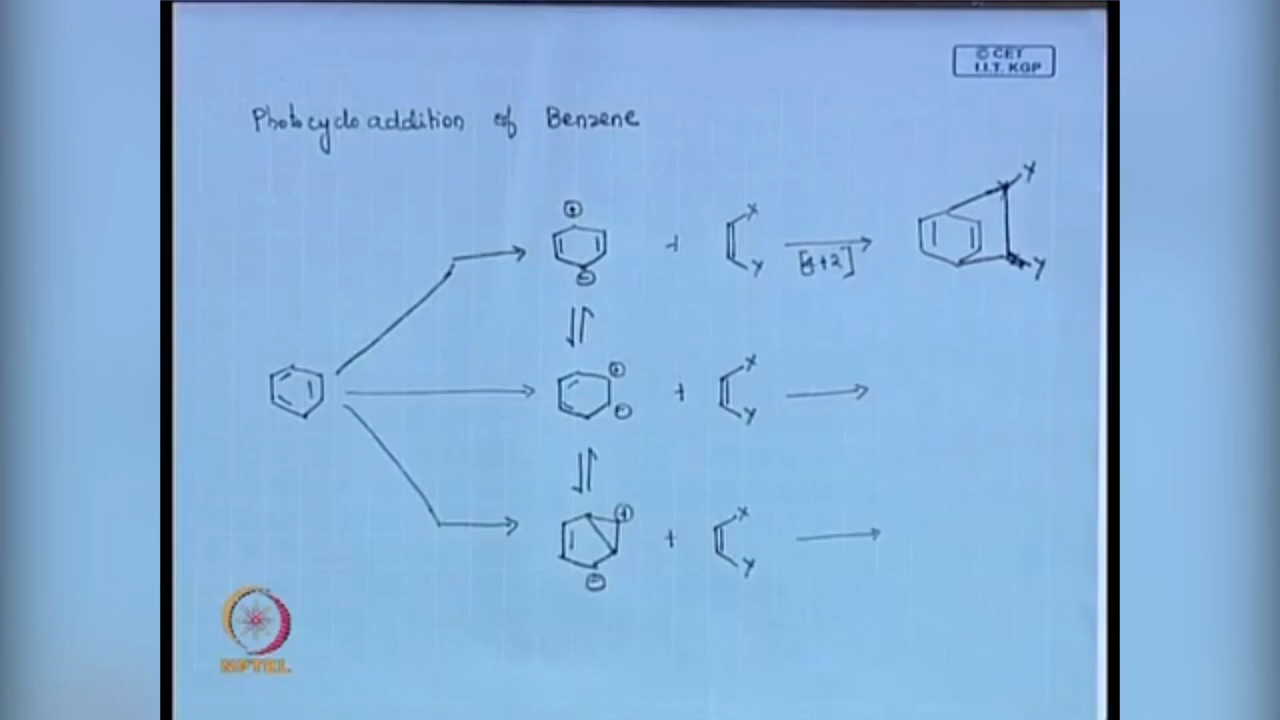 © CET
I.I.T. KGP
Photocycloaddition of Benzene
⊕
⊖
+
X
Y
[4+2]
Y
Y
⊕
⊖
+
X
Y
⊕
⊖
+
X
Y
NPTEL